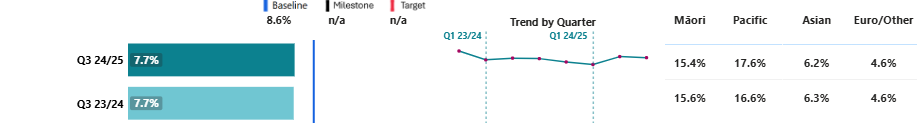 Baseline Milestone Target
8.6% n/a n/a
Trend by Quarter
Māori Pacific Asian Euro/Other
Q1 23/24 Q1 24/25
Q3 24/25 7.7% 15.4% 17.6% 6.2% 4.6%
Q3 23/24 7.7% 15.6% 16.6% 6.3% 4.6%